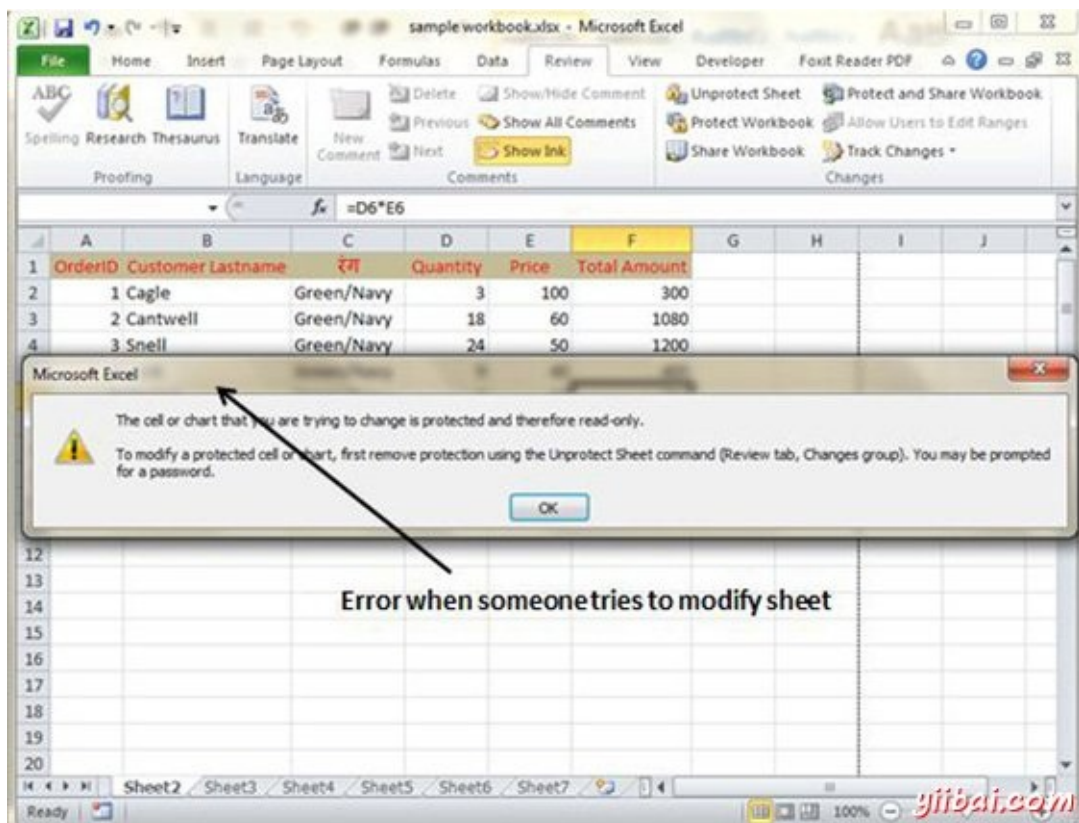 sample workbook.xlsx - Microsoft Excel
File Home Insert Page Layout Formulas Data Review View Developer Foxit Reader PDF
ABC
Spelling Research Thesaurus
Proofing
Translate
Language
New Comment
Delete
Previous
Next
Show/Hide Comment
Show All Comments
Show Ink
Comments
Unprotect Sheet
Protect Workbook
Share Workbook
Protect and Share Workbook
Allow Users to Edit Ranges
Track Changes
Changes
fx =D6*E6
A B C D E F G H I J
1 OrderID Customer Lastname रंग Quantity Price Total Amount
2 1 Cagle Green/Navy 3 100 300
3 2 Cantwell Green/Navy 18 60 1080
4 3 Snell Green/Navy 24 50 1200
Microsoft Excel
The cell or chart that you are trying to change is protected and therefore read-only.
To modify a protected cell or chart, first remove protection using the Unprotect Sheet command (Review tab, Changes group). You may be prompted
for a password.
OK
12
13
Error when someone tries to modify sheet
14
15
16
17
18
19
20
Sheet2 Sheet3 Sheet4 Sheet5 Sheet6 Sheet7
Ready 100%
yiibai.com